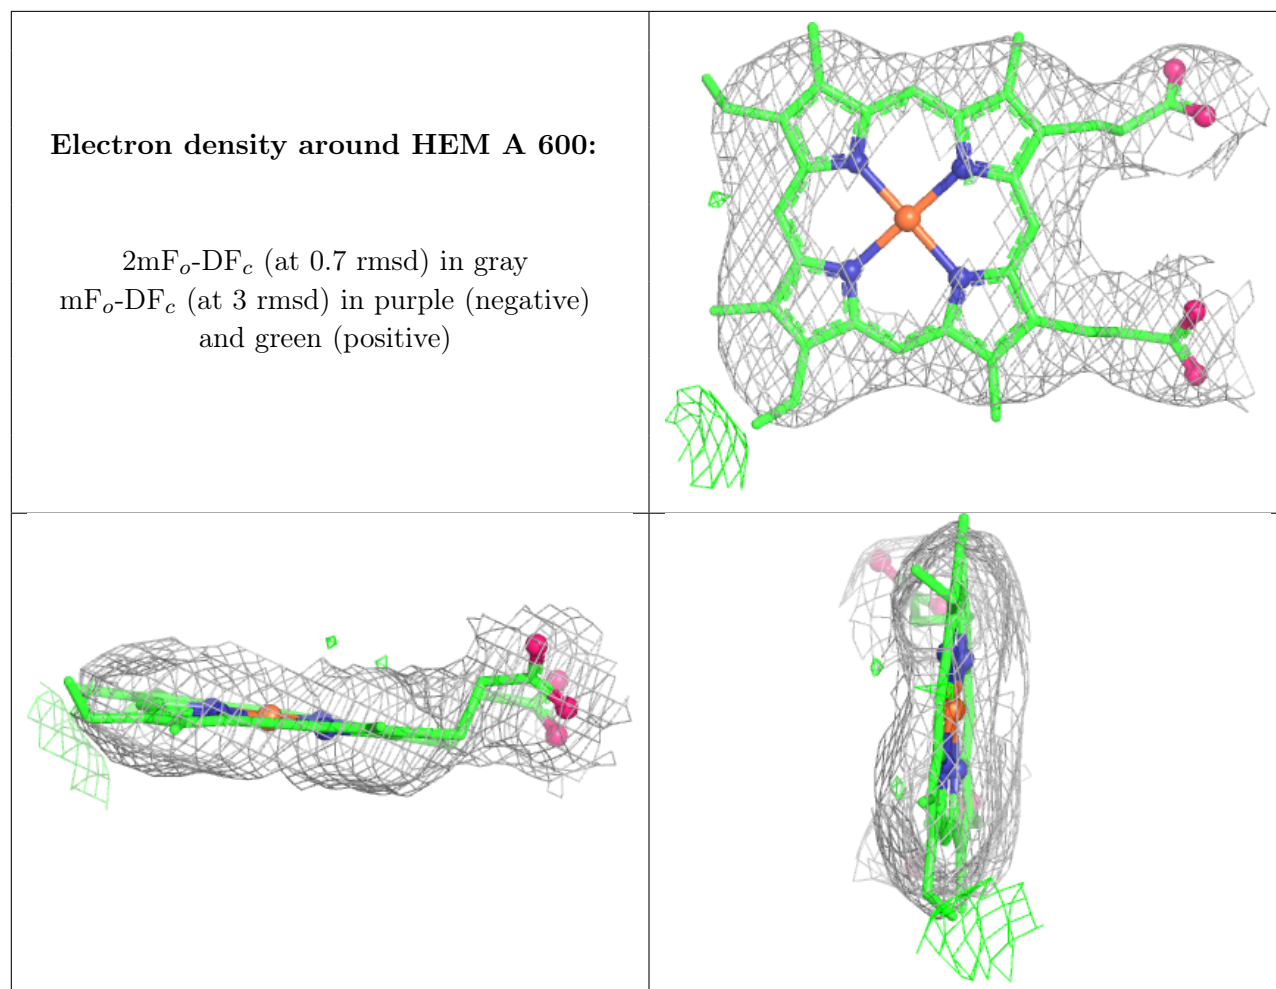 Electron density around HEM A 600:
2mFo-DFc (at 0.7 rmsd) in gray
mFo-DFc (at 3 rmsd) in purple (negative)
and green (positive)